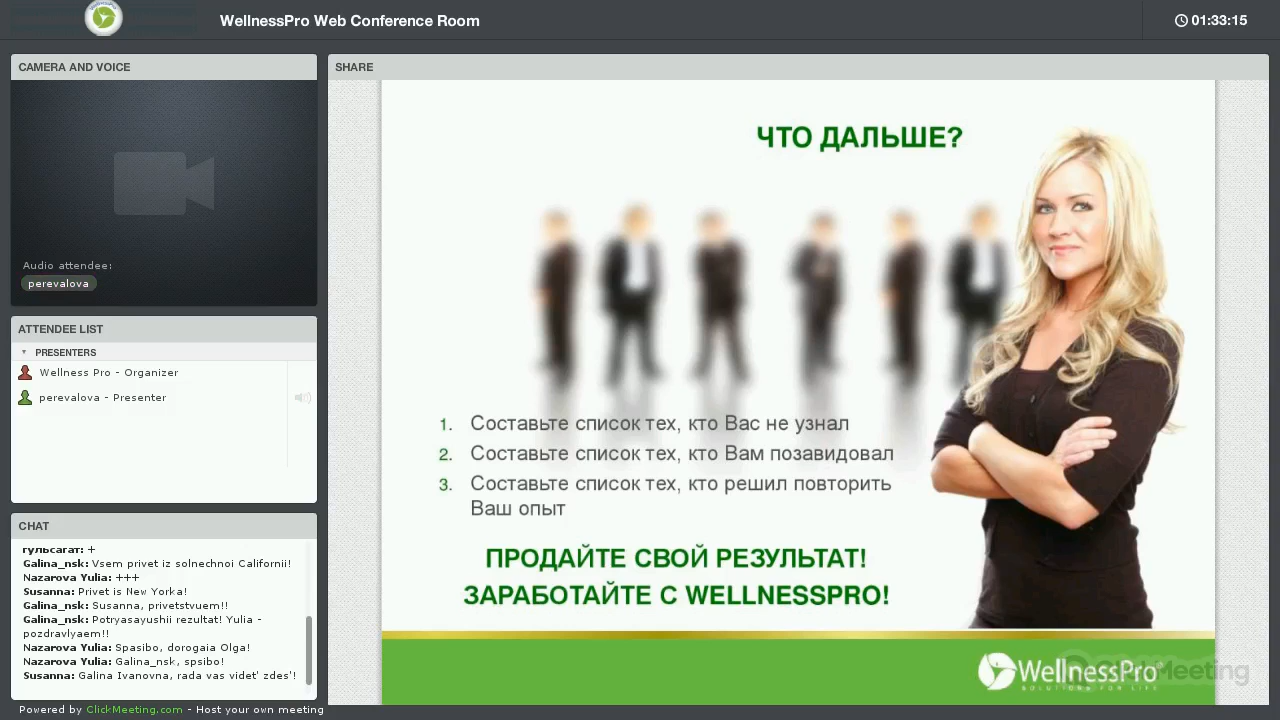 WellnessPro Web Conference Room
01:33:15
CAMERA AND VOICE
Audio attendee:
perevalova
ATTENDEE LIST
PRESENTERS
Wellness Pro - Organizer
perevalova - Presenter
CHAT
гульсагат: +
Galina_nsk: Vsem privet iz solnechnoi Californii!
Nazarova Yulia: +++
Susanna: Privet is New Yorka!
Galina_nsk: Susanna, privetstvuem!!
Galina_nsk: Potryasayushii rezultat! Yulia -
pozdravlyaem!!
Nazarova Yulia: Spasibo, dorogaia Olga!
Nazarova Yulia: Galina_nsk, spsbo!
Susanna: Galina Ivanovna, rada vas videt' zdes'!
Powered by ClickMeeting.com - Host your own meeting
SHARE
ЧТО ДАЛЬШЕ?
1. Составьте список тех, кто Вас не узнал
2. Составьте список тех, кто Вам позавидовал
3. Составьте список тех, кто решил повторить
Ваш опыт
ПРОДАЙТЕ СВОЙ РЕЗУЛЬТАТ!
ЗАРАБОТАЙТЕ С WELLNESSPRO!
WellnessPro
SOLUTIONS FOR LIFE
Meeting